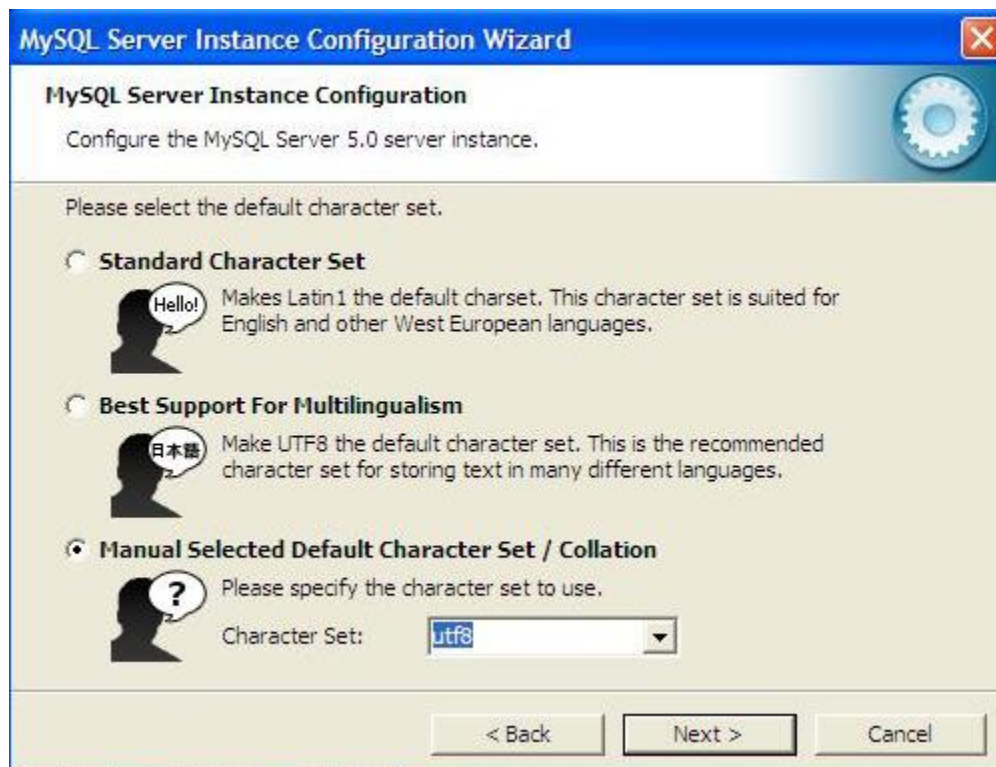 MySQL Server Instance Configuration Wizard
MySQL Server Instance Configuration
Configure the MySQL Server 5.0 server instance.
Please select the default character set.
Standard Character Set
Hello!
Makes Latin1 the default charset. This character set is suited for
English and other West European languages.
Best Support For Multilingualism
日本語
Make UTF8 the default character set. This is the recommended
character set for storing text in many different languages.
Manual Selected Default Character Set / Collation
?
Please specify the character set to use.
Character Set: utf8
< Back Next > Cancel